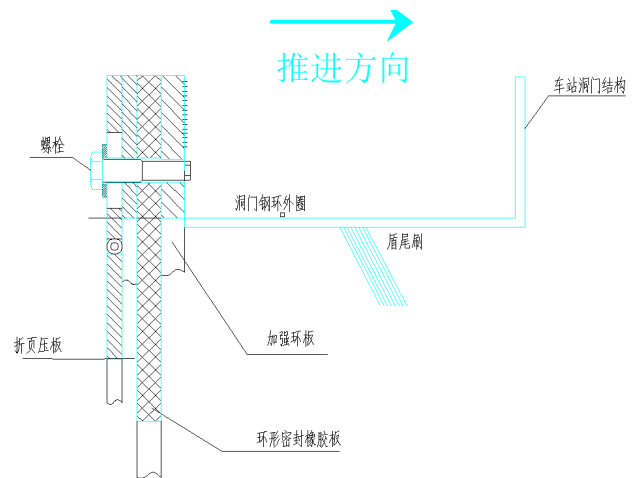 推进方向
车站洞门结构
螺栓
洞门钢环外圈
盾尾刷
折页压板
加强环板
环形密封橡胶板